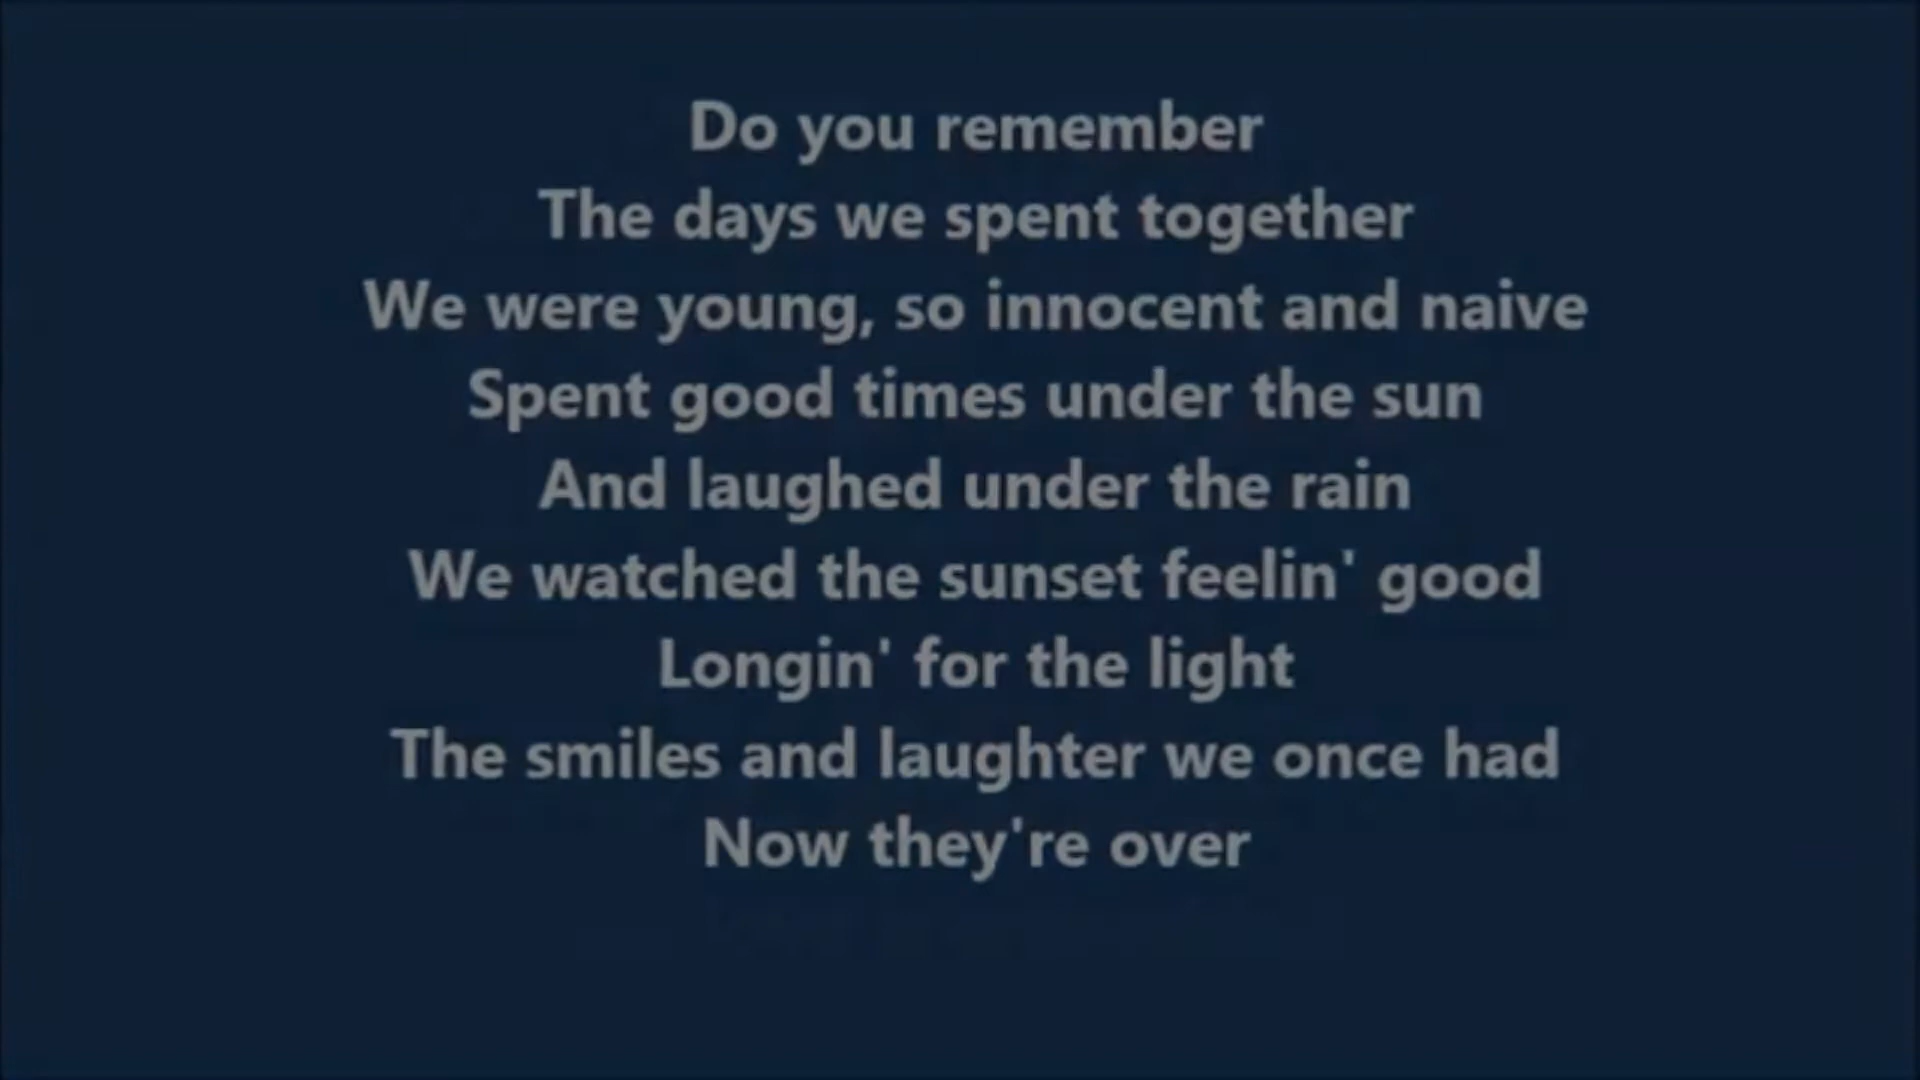 Do you remember
The days we spent together
We were young, so innocent and naive
Spent good times under the sun
And laughed under the rain
We watched the sunset feelin' good
Longin' for the light
The smiles and laughter we once had
Now they're over